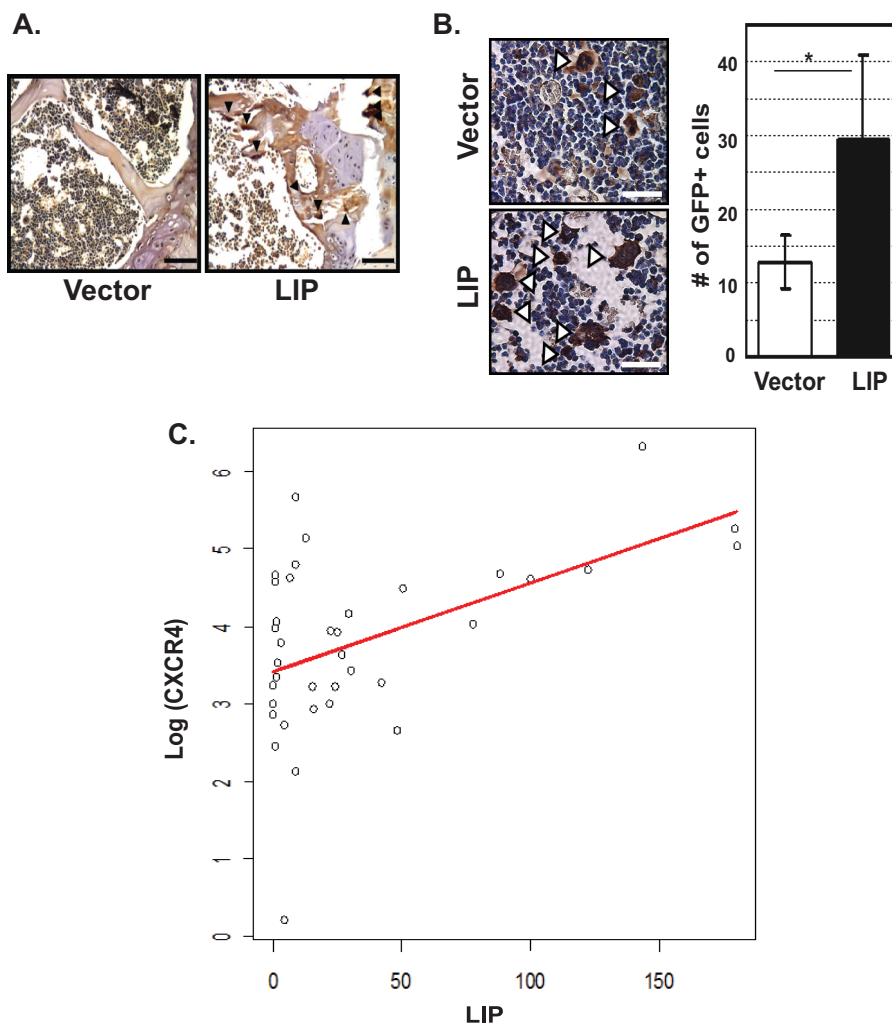 A.
Vector LIP
B.
Vector
LIP
# of GFP+ cells
40
30
20
10
0
*
Vector LIP
C.
Log (CXCR4)
6
5
4
3
2
1
0
0 50 100 150
LIP